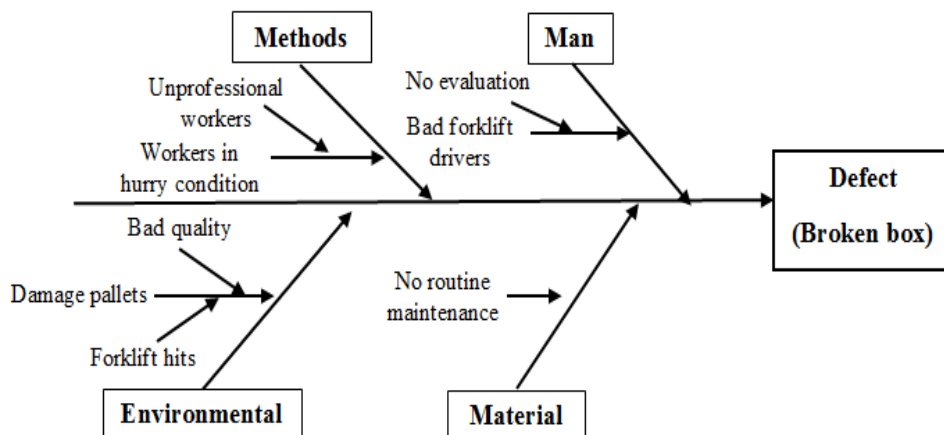 Methods
Man
Unprofessional
workers
Workers in
hurry condition
No evaluation
Bad forklift
drivers
Defect
(Broken box)
Bad quality
Damage pallets
Forklift hits
No routine
maintenance
Environmental
Material